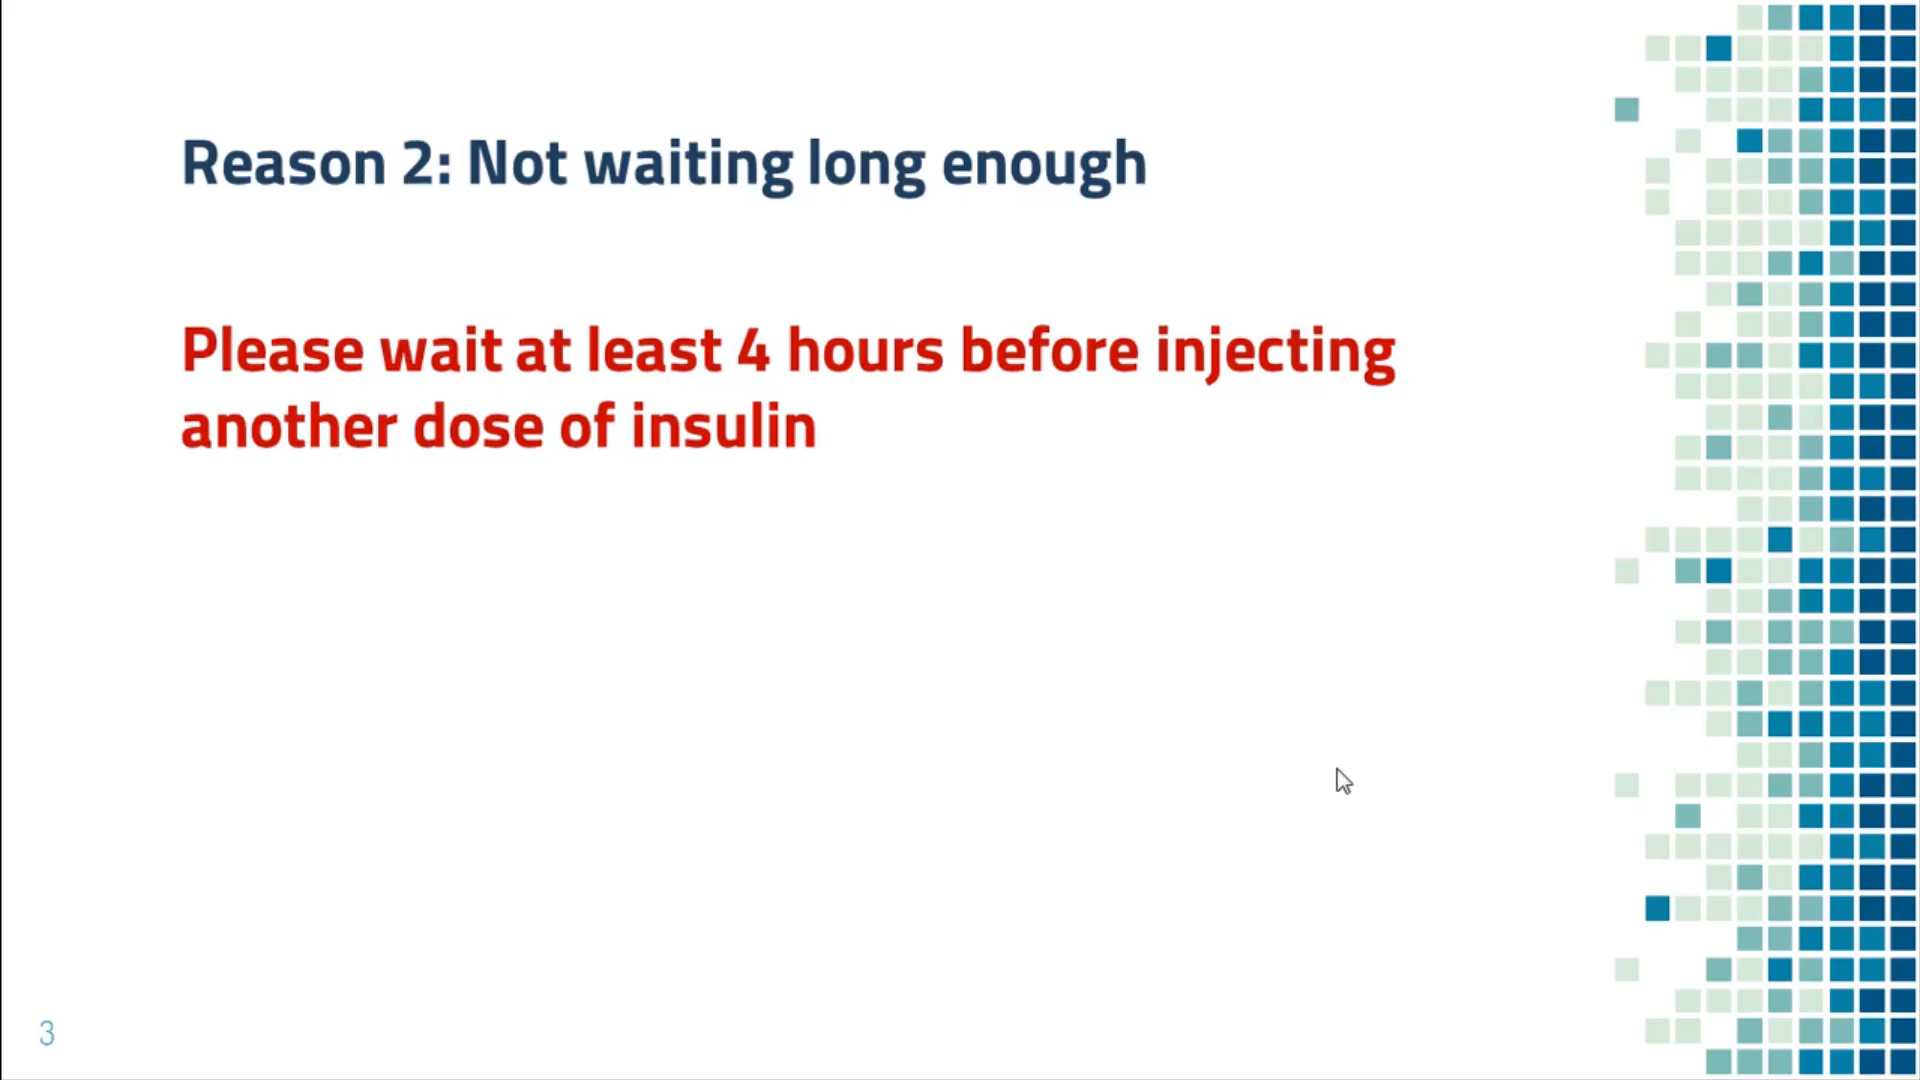 Reason 2: Not waiting long enough
Please wait at least 4 hours before injecting
another dose of insulin
3